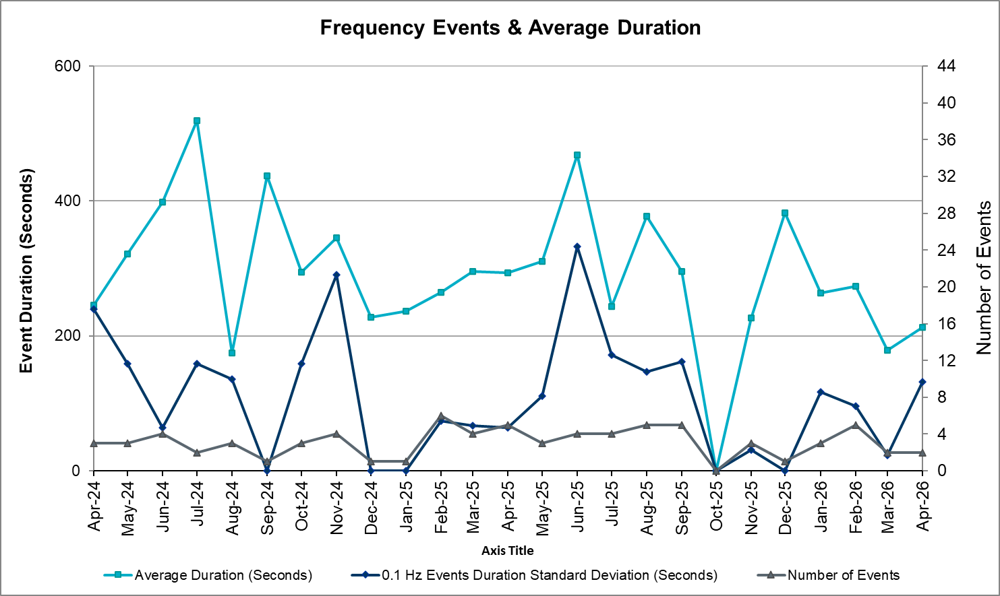 Frequency Events & Average Duration
Event Duration (Seconds)
600
400
200
0
44
40
36
32
28
24
20
16
12
8
4
0
Number of Events
Apr-24
May-24
Jun-24
Jul-24
Aug-24
Sep-24
Oct-24
Nov-24
Dec-24
Jan-25
Feb-25
Mar-25
Apr-25
May-25
Jun-25
Jul-25
Aug-25
Sep-25
Oct-25
Nov-25
Dec-25
Jan-26
Feb-26
Mar-26
Apr-26
Axis Title
Average Duration (Seconds)
0.1 Hz Events Duration Standard Deviation (Seconds)
Number of Events